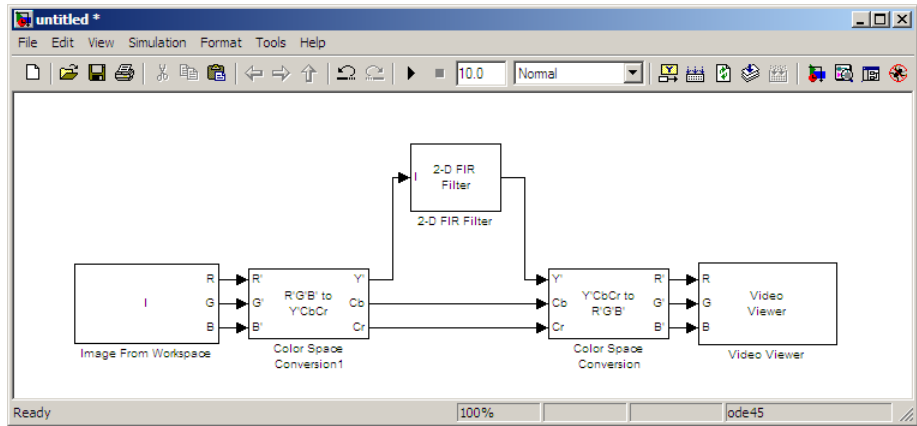 untitled *
File Edit View Simulation Format Tools Help
10.0 Normal
2-D FIR
Filter
I
2-D FIR Filter
I
R
G
B
Image From Workspace
R'
G'
B'
R'G'B' to
Y'CbCr
Y'
Cb
Cr
Color Space
Conversion1
Y'
Cb
Cr
Y'CbCr to
R'G'B'
R'
G'
B'
Color Space
Conversion
R
G
B
Video
Viewer
Video Viewer
Ready 100% ode45